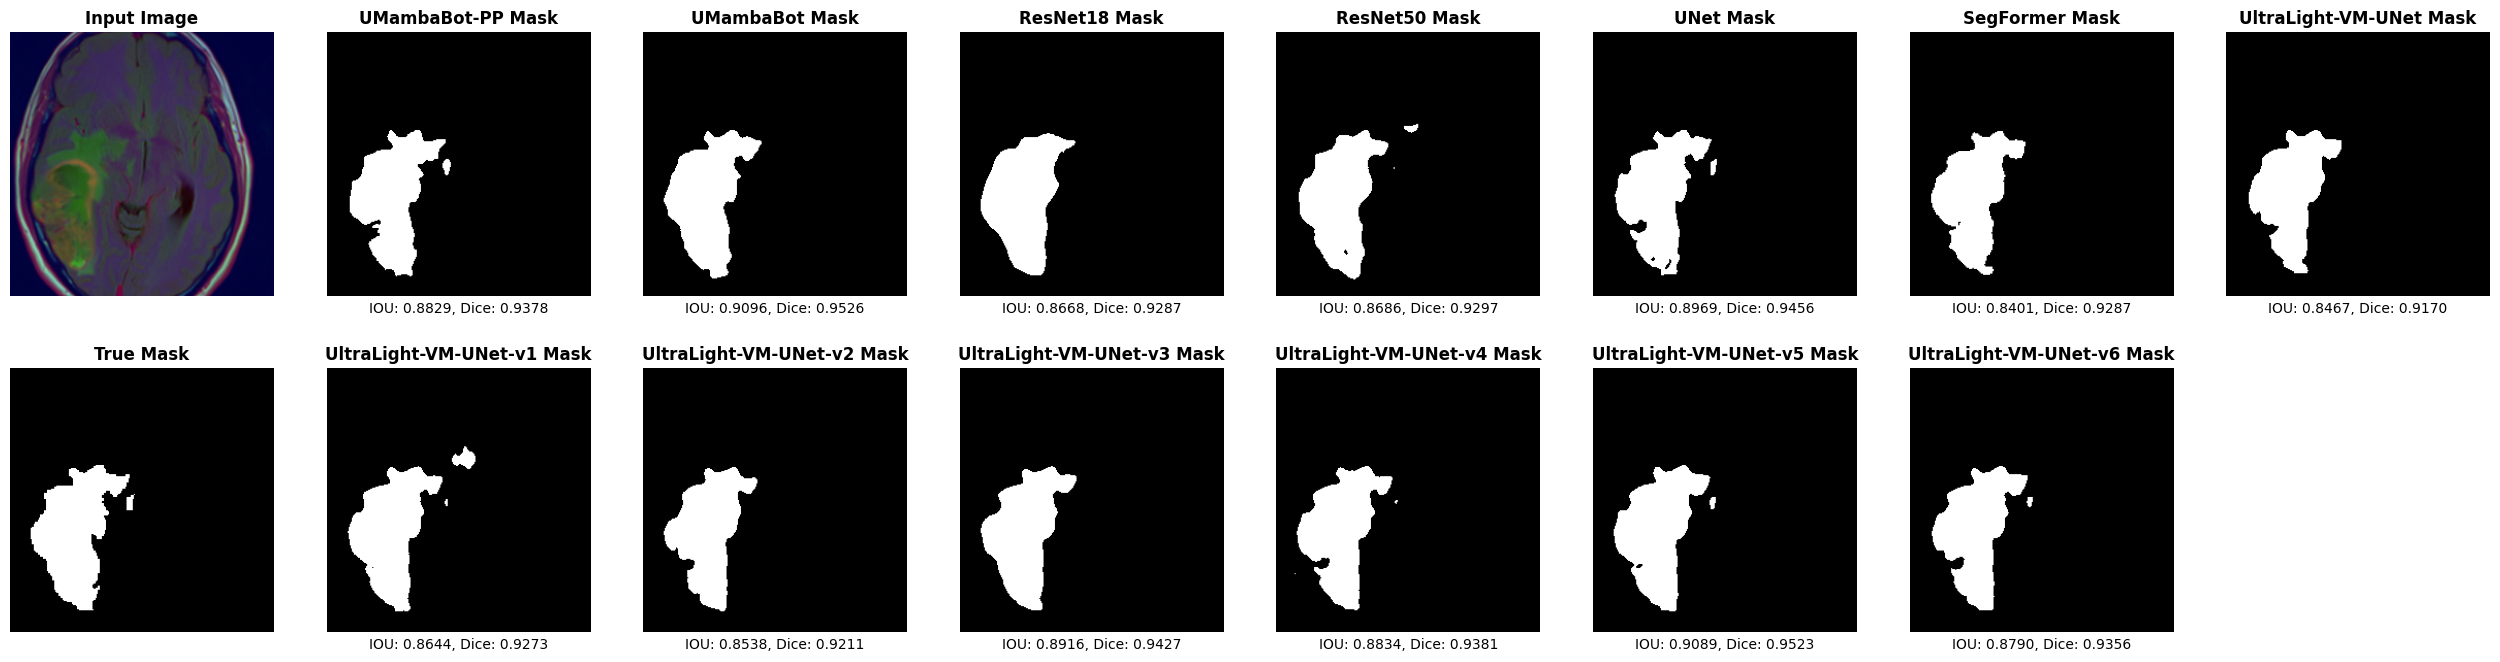 Input Image
UMambaBot-PP Mask
UMambaBot Mask
ResNet18 Mask
ResNet50 Mask
UNet Mask
SegFormer Mask
UltraLight-VM-UNet Mask
IOU: 0.8829, Dice: 0.9378
IOU: 0.9096, Dice: 0.9526
IOU: 0.8668, Dice: 0.9287
IOU: 0.8686, Dice: 0.9297
IOU: 0.8969, Dice: 0.9456
IOU: 0.8401, Dice: 0.9287
IOU: 0.8467, Dice: 0.9170
True Mask
UltraLight-VM-UNet-v1 Mask
UltraLight-VM-UNet-v2 Mask
UltraLight-VM-UNet-v3 Mask
UltraLight-VM-UNet-v4 Mask
UltraLight-VM-UNet-v5 Mask
UltraLight-VM-UNet-v6 Mask
IOU: 0.8644, Dice: 0.9273
IOU: 0.8538, Dice: 0.9211
IOU: 0.8916, Dice: 0.9427
IOU: 0.8834, Dice: 0.9381
IOU: 0.9089, Dice: 0.9523
IOU: 0.8790, Dice: 0.9356